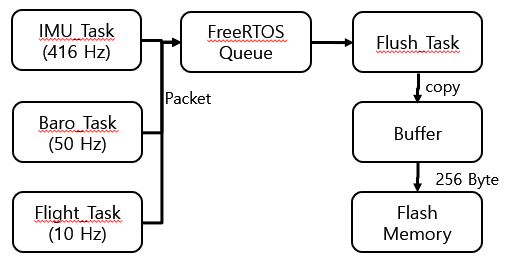 IMU_Task
(416 Hz)
FreeRTOS
Queue
Flush_Task
Packet
copy
Baro_Task
(50 Hz)
Buffer
256 Byte
Flight_Task
(10 Hz)
Flash
Memory